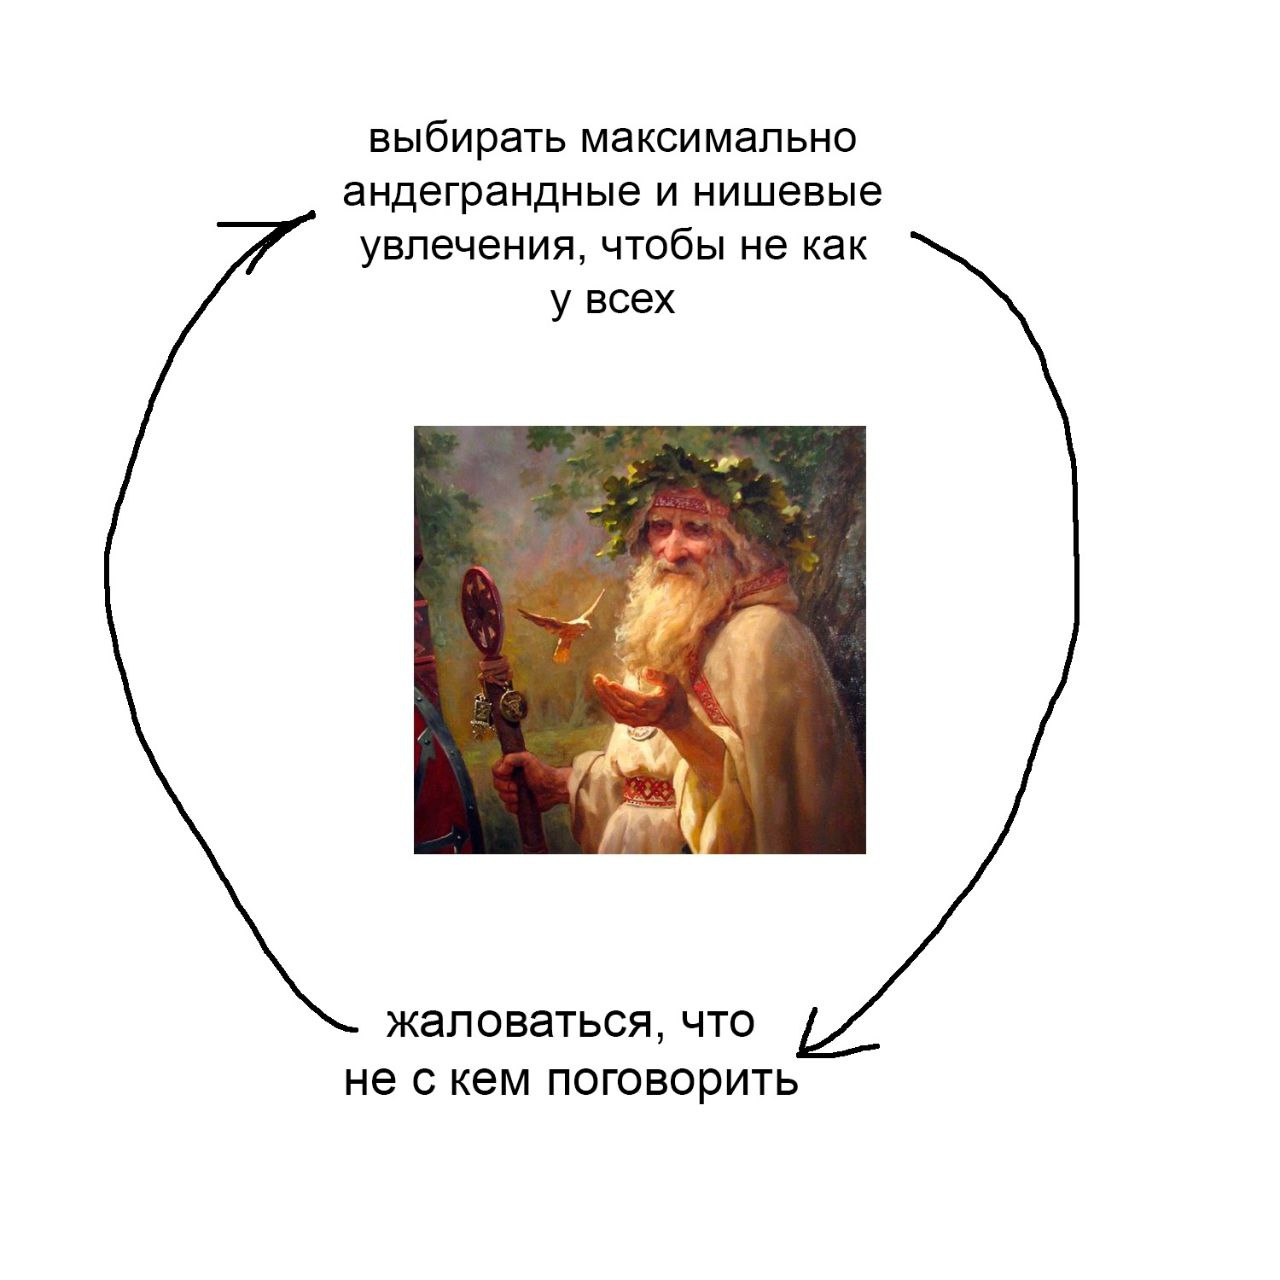 выбирать максимально
андеграндные и нишевые
увлечения, чтобы не как
у всех
жаловаться, что
не с кем поговорить